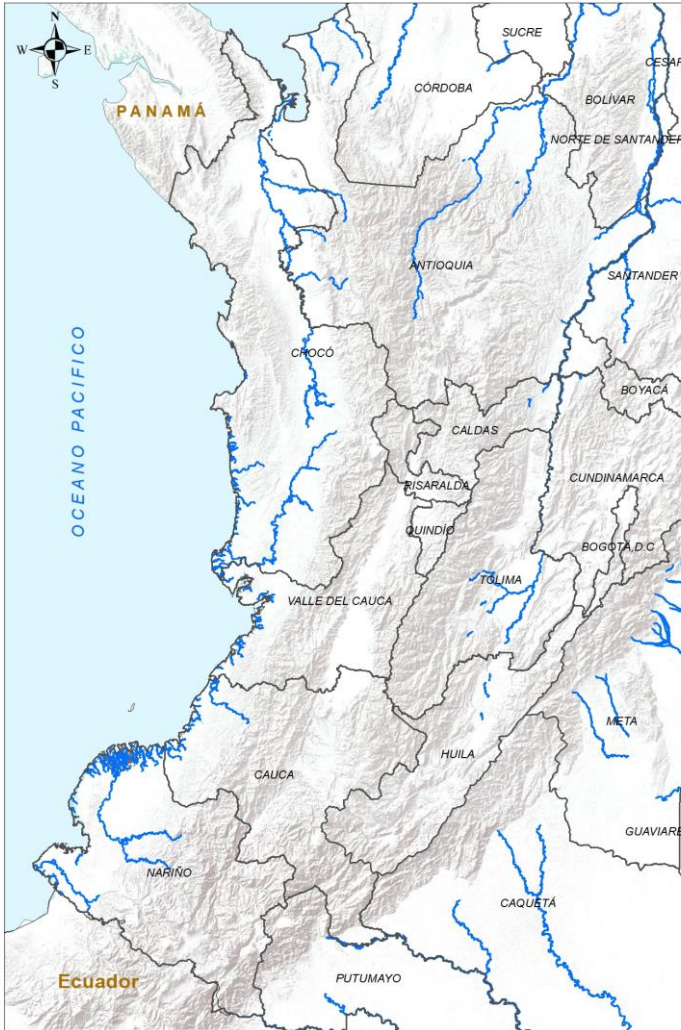 N
W E
S
SUCRE
CESAR
CÓRDOBA
BOLÍVAR
PANAMÁ
NORTE DE SANTANDER
ANTIOQUIA
SANTANDER
CHOCÓ
OCEANO PACIFICO
BOYACÁ
CALDAS
CUNDINAMARCA
RISARALDA
QUINDÍO
BOGOTÁ,D.C
TOLIMA
VALLE DEL CAUCA
META
HUILA
CAUCA
GUAVIARE
NARIÑO
CAQUETÁ
PUTUMAYO
Ecuador